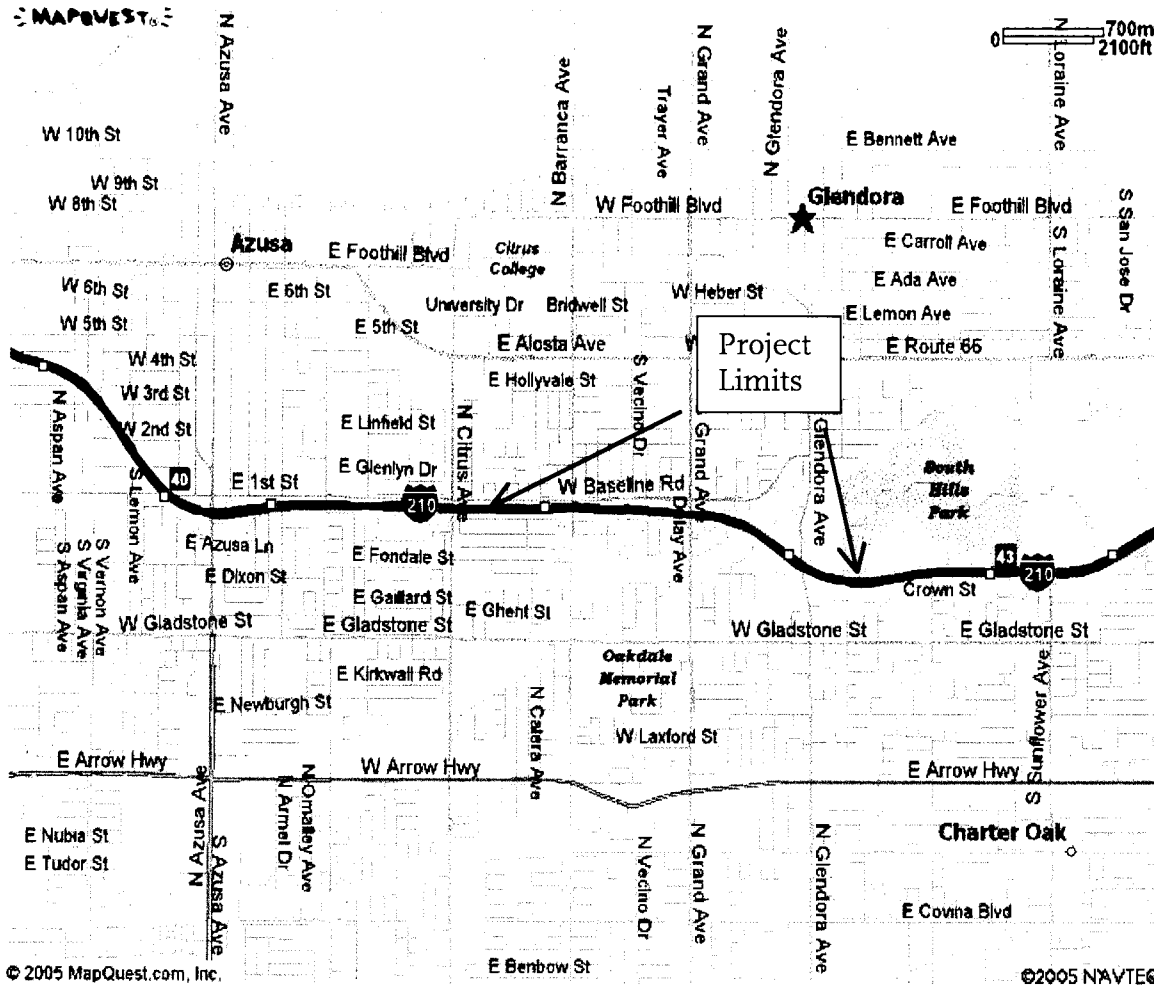 MAPQUEST
700m
0
2100ft
N Azusa Ave
N Barranca Ave
Trayer Ave
N Grand Ave
N Glendora Ave
N Loraine Ave
W 10th St
E Bennett Ave
W 9th St
W 8th St
W Foothill Blvd
Glendora
E Foothill Blvd
S San Jose Dr
Azusa
E Foothill Blvd
Citrus
College
E Carroll Ave
S Loraine Ave
W 6th St
E 6th St
E Ada Ave
University Dr
Bridwell St
W Heber St
W 5th St
E 5th St
E Lemon Ave
W 4th St
E Alosta Ave
W
Project
Limits
E Route 66
W 3rd St
E Hollyvale St
S Vecino Dr
N Aspan Ave
W 2nd St
E Linfield St
N Citrus Ave
Grand Ave
Glendora Ave
S Lemon Ave
40
E 1st St
E Glenlyn Dr
210
W Baseline Rd
South
Hills
Park
Dalay Ave
E Azusa Ln
E Fondale St
43
210
S Aspan Ave
S Virginia Ave
S Vernon Ave
E Dixon St
E Gaillard St
E Ghent St
Crown St
W Gladstone St
E Gladstone St
W Gladstone St
E Gladstone St
Oakdale
Memorial
Park
E Kirkwall Rd
N Calera Ave
E Newburgh St
W Laxford St
S Sunflower Ave
E Arrow Hwy
W Arrow Hwy
E Arrow Hwy
N Azusa Ave
S Azusa Ave
N Armel Dr
N Omalley Ave
N Vecino Dr
N Grand Ave
N Glendora Ave
E Nubia St
E Tudor St
Charter Oak
E Covina Blvd
E Benbow St
© 2005 MapQuest.com, Inc.
©2005 NAVTEQ